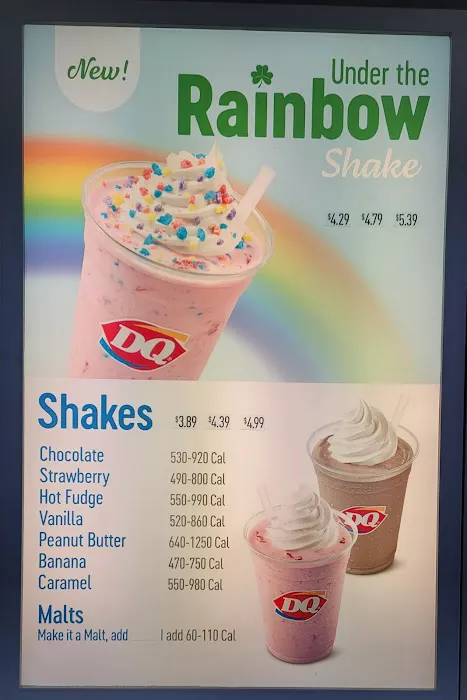 New!
Under the
Rainbow
Shake
$4.29 $4.79 $5.39
DQ
Shakes $3.89 $4.39 $4.99
Chocolate 530-920 Cal
Strawberry 490-800 Cal
Hot Fudge 550-990 Cal
Vanilla 520-860 Cal
Peanut Butter 640-1250 Cal
Banana 470-750 Cal
Caramel 550-980 Cal
DQ
DQ
Malts
Make it a Malt, add | add 60-110 Cal